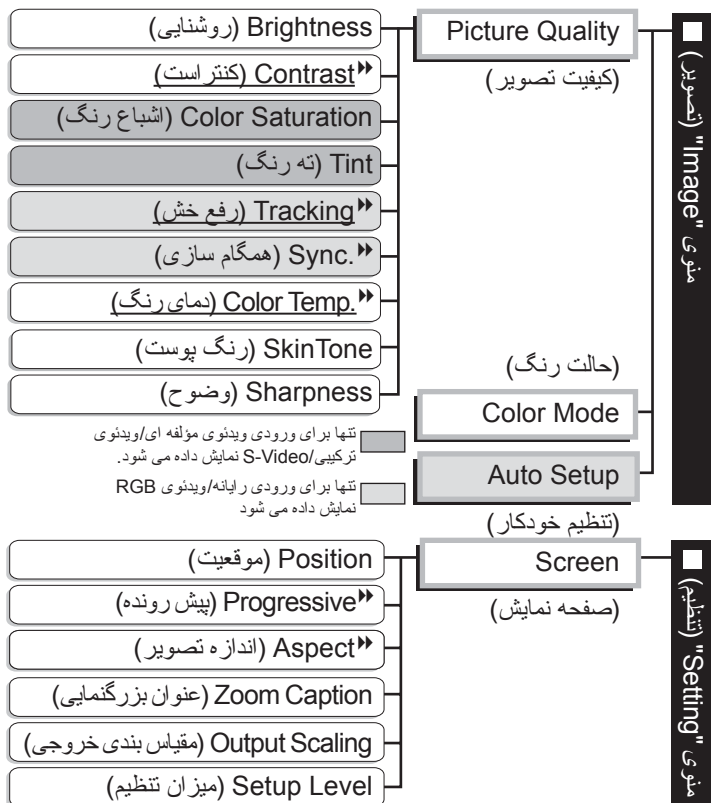 منوی "Image" (تصویر)
Picture Quality
(کیفیت تصویر)
Brightness (روشنایی)
Contrast (کنتراست)
Color Saturation (اشباع رنگ)
Tint (ته رنگ)
Tracking (رفع خش)
Sync. (همگام سازی)
Color Temp. (دمای رنگ)
SkinTone (رنگ پوست)
Sharpness (وضوح)
(حالت رنگ)
Color Mode
Auto Setup
(تنظیم خودکار)
تنها برای ورودی ویدئوی مؤلفه ای/ویدئوی
ترکیبی/S-Video نمایش داده می شود.
تنها برای ورودی رایانه/ویدئوی RGB
نمایش داده می شود
منوی "Setting" (تنظیم)
Screen
(صفحه نمایش)
Position (موقعیت)
Progressive (پیش رونده)
Aspect (اندازه تصویر)
Zoom Caption (عنوان بزرگنمایی)
Output Scaling (مقیاس بندی خروجی)
Setup Level (میزان تنظیم)